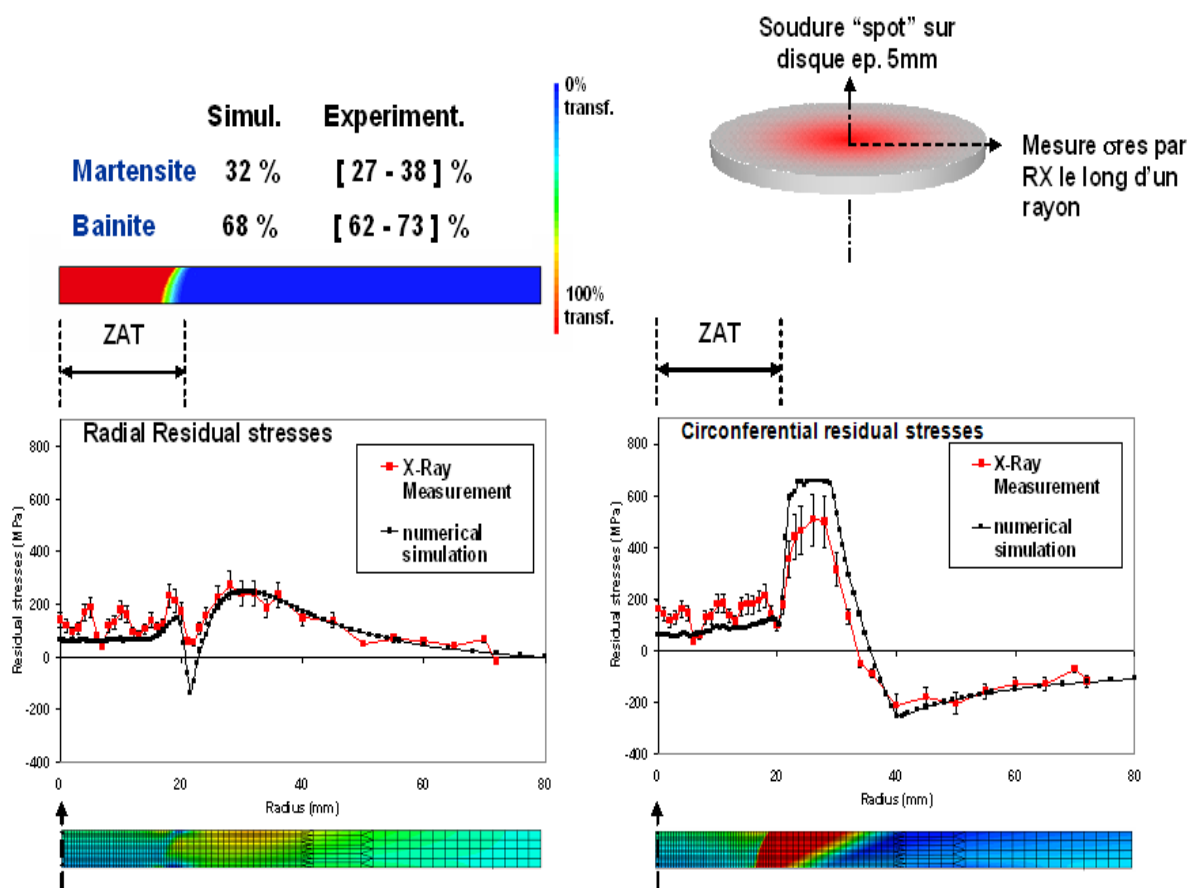 Soudure “spot” sur
disque ep. 5mm
Mesure σres par
RX le long d’un
rayon
0%
transf.
100%
transf.
Simul. Experiment.
Martensite 32 % [ 27 - 38 ] %
Bainite 68 % [ 62 - 73 ] %
ZAT
ZAT
Radial Residual stresses
X-Ray
Measurement
numerical
simulation
Residual stresses (MPa)
800
600
400
200
0
-200
-400
0 20 40 60 80
Radius (mm)
Circonferential residual stresses
X-Ray
Measurement
numerical
simulation
Residual stresses (MPa)
800
600
400
200
0
-200
-400
0 20 40 60 80
Radius (mm)